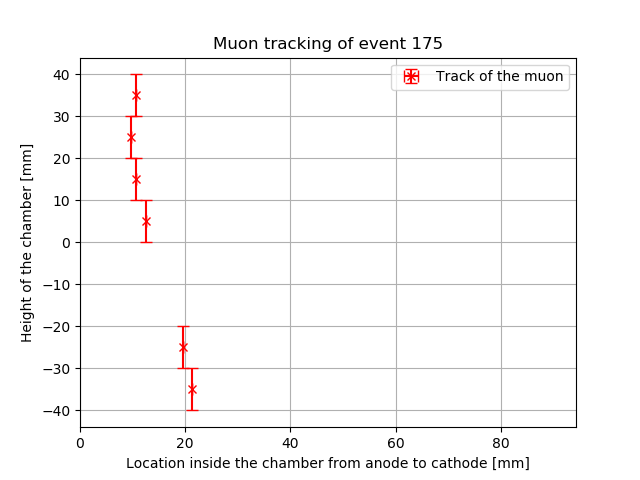 Muon tracking of event 175
Track of the muon
Height of the chamber [mm]
40
30
20
10
0
−10
−20
−30
−40
0 20 40 60 80
Location inside the chamber from anode to cathode [mm]